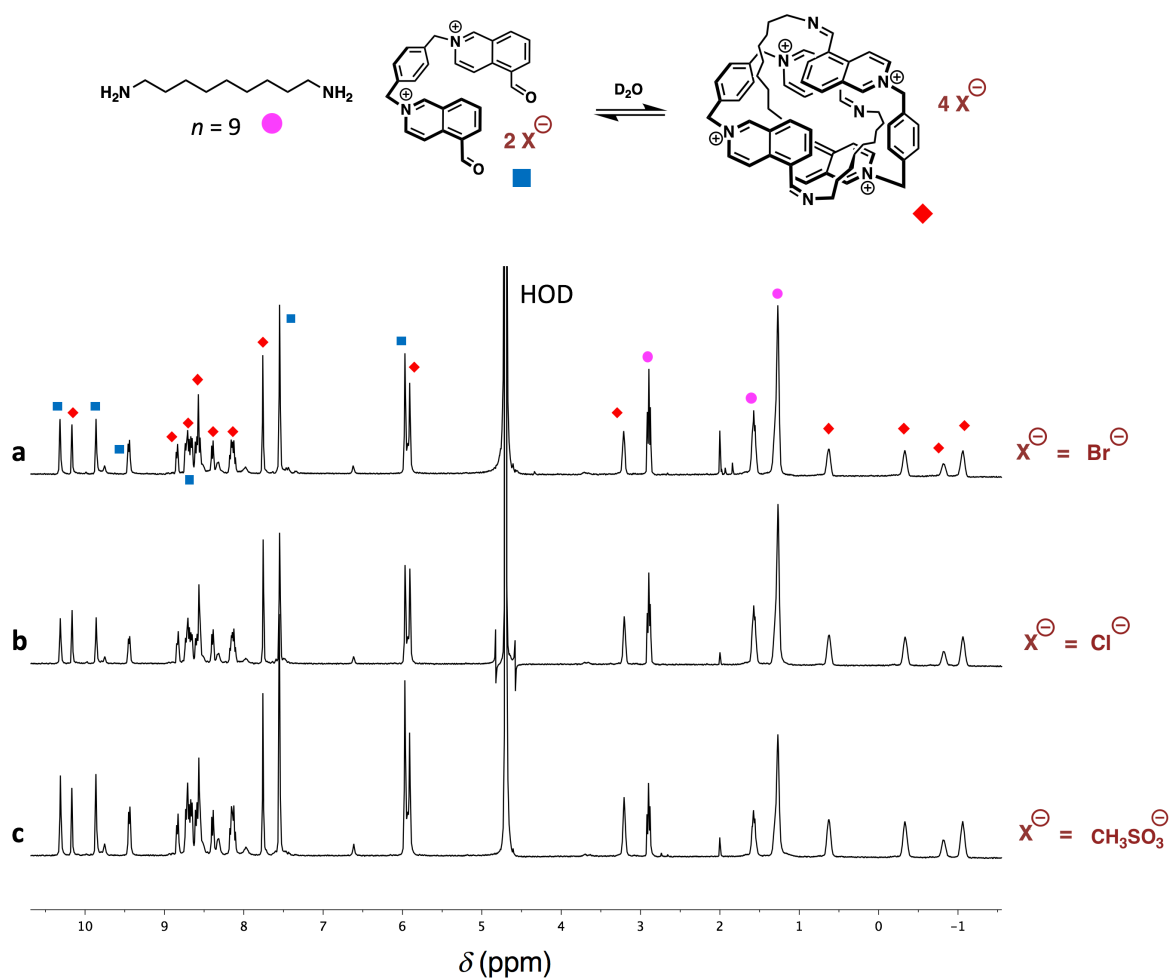 H2N NH2
n = 9
N ⊕
O
N ⊕
O
2 X⊖
D2O
N
⊕ N
N ⊕
N
N ⊕
N ⊕
N
4 X⊖
HOD
a
X⊖ = Br⊖
b
X⊖ = Cl⊖
c
X⊖ = CH3SO3⊖
10 9 8 7 6 5 4 3 2 1 0 −1
δ (ppm)